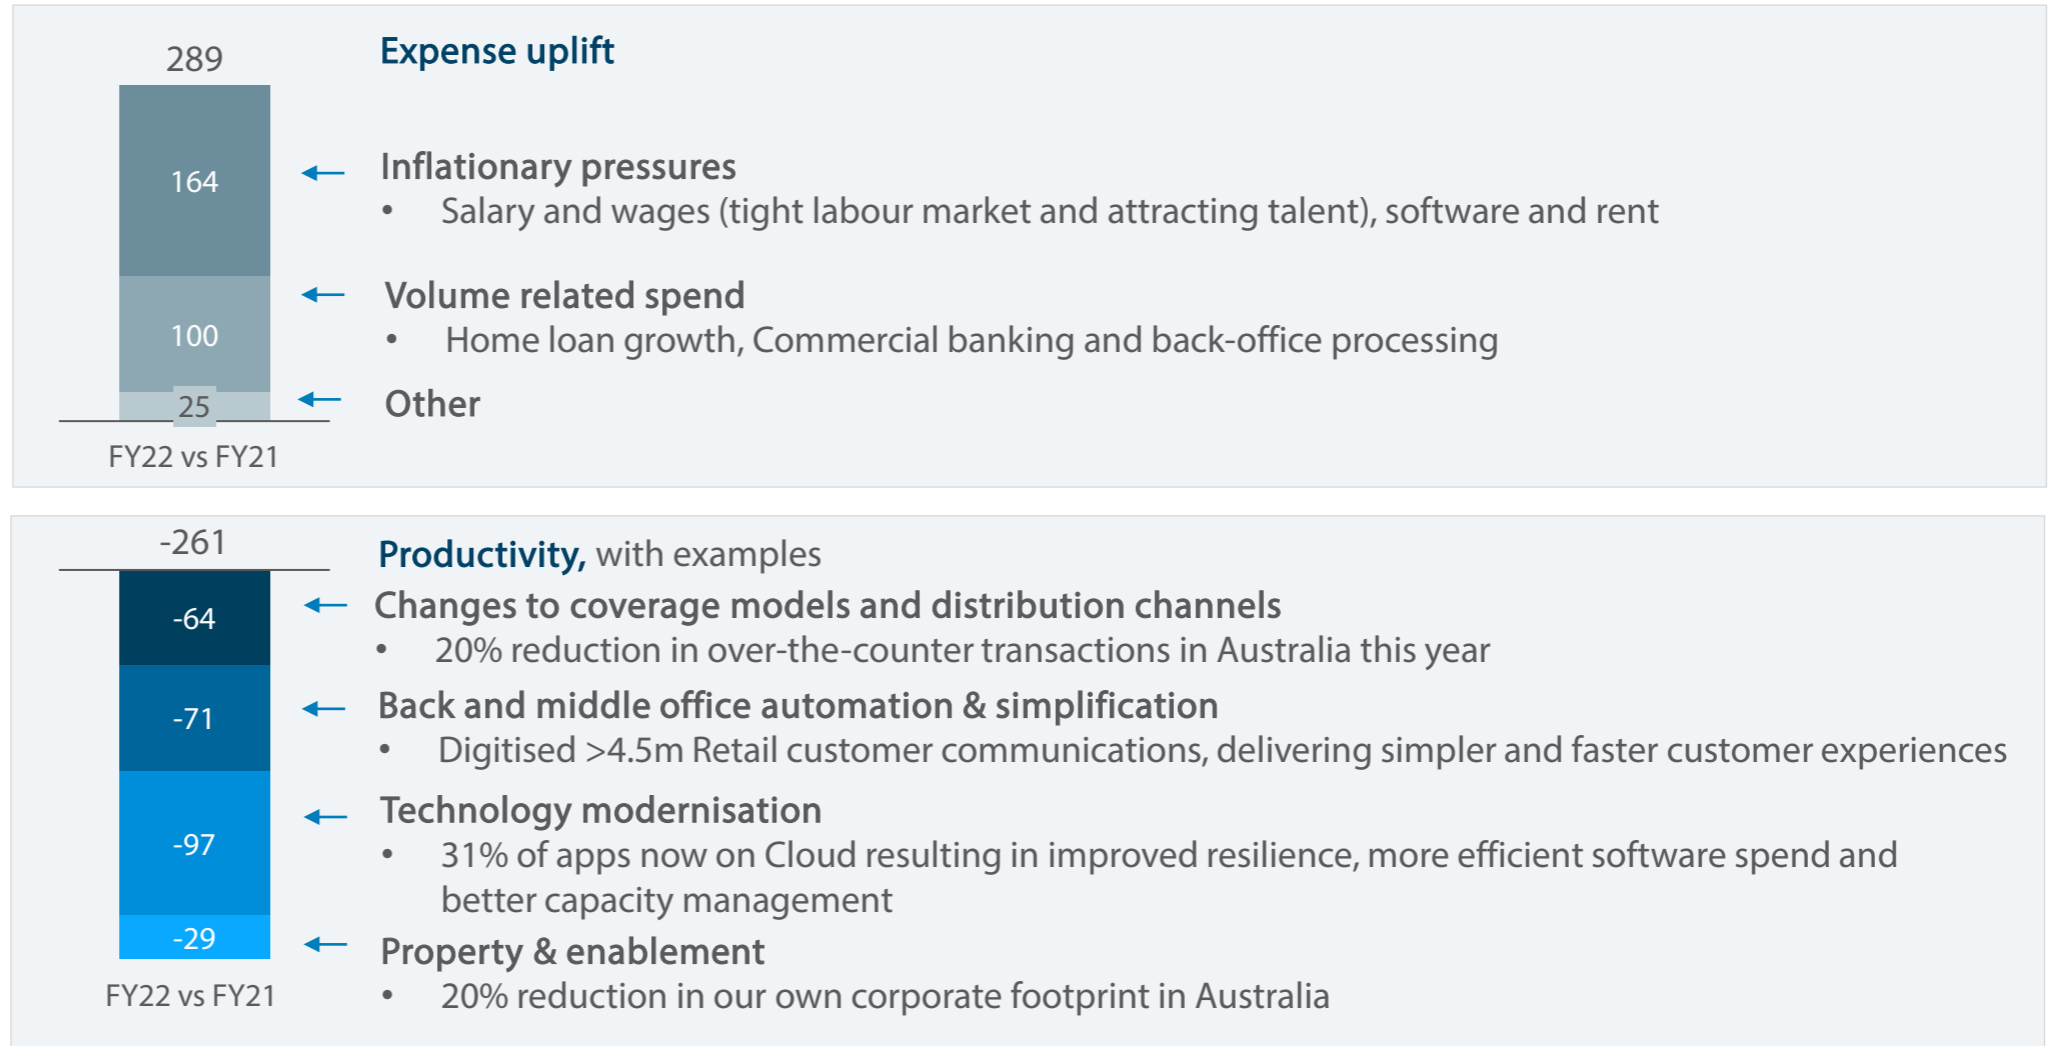 289
Expense uplift
164
Inflationary pressures
• Salary and wages (tight labour market and attracting talent), software and rent
100
Volume related spend
• Home loan growth, Commercial banking and back-office processing
25
Other
FY22 vs FY21
-261
Productivity, with examples
-64
Changes to coverage models and distribution channels
• 20% reduction in over-the-counter transactions in Australia this year
-71
Back and middle office automation & simplification
• Digitised >4.5m Retail customer communications, delivering simpler and faster customer experiences
-97
Technology modernisation
• 31% of apps now on Cloud resulting in improved resilience, more efficient software spend and
better capacity management
-29
Property & enablement
FY22 vs FY21
• 20% reduction in our own corporate footprint in Australia